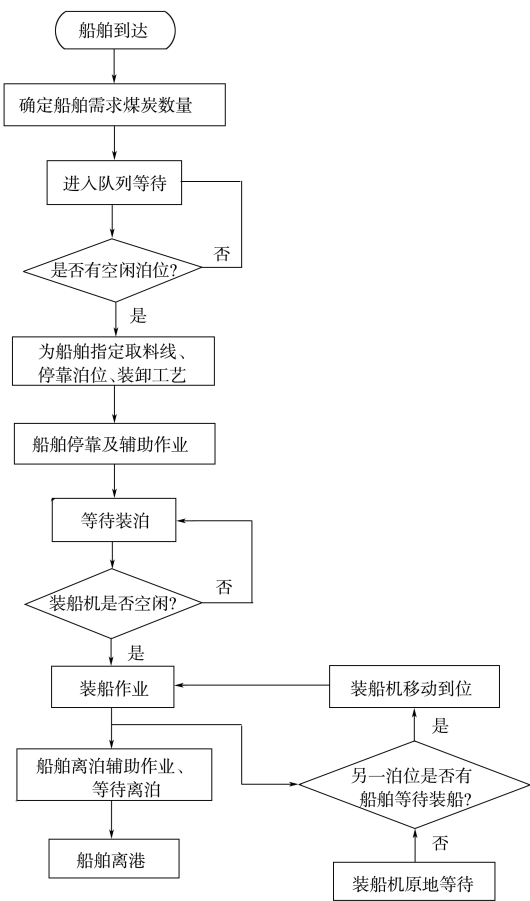 船舶到达
确定船舶需求煤炭数量
进入队列等待
否
是否有空闲泊位?
是
为船舶指定取料线、
停靠泊位、装卸工艺
船舶停靠及辅助作业
等待装泊
否
装船机是否空闲?
是
装船作业
装船机移动到位
是
船舶离泊辅助作业、
等待离泊
另一泊位是否有
船舶等待装船?
否
船舶离港
装船机原地等待